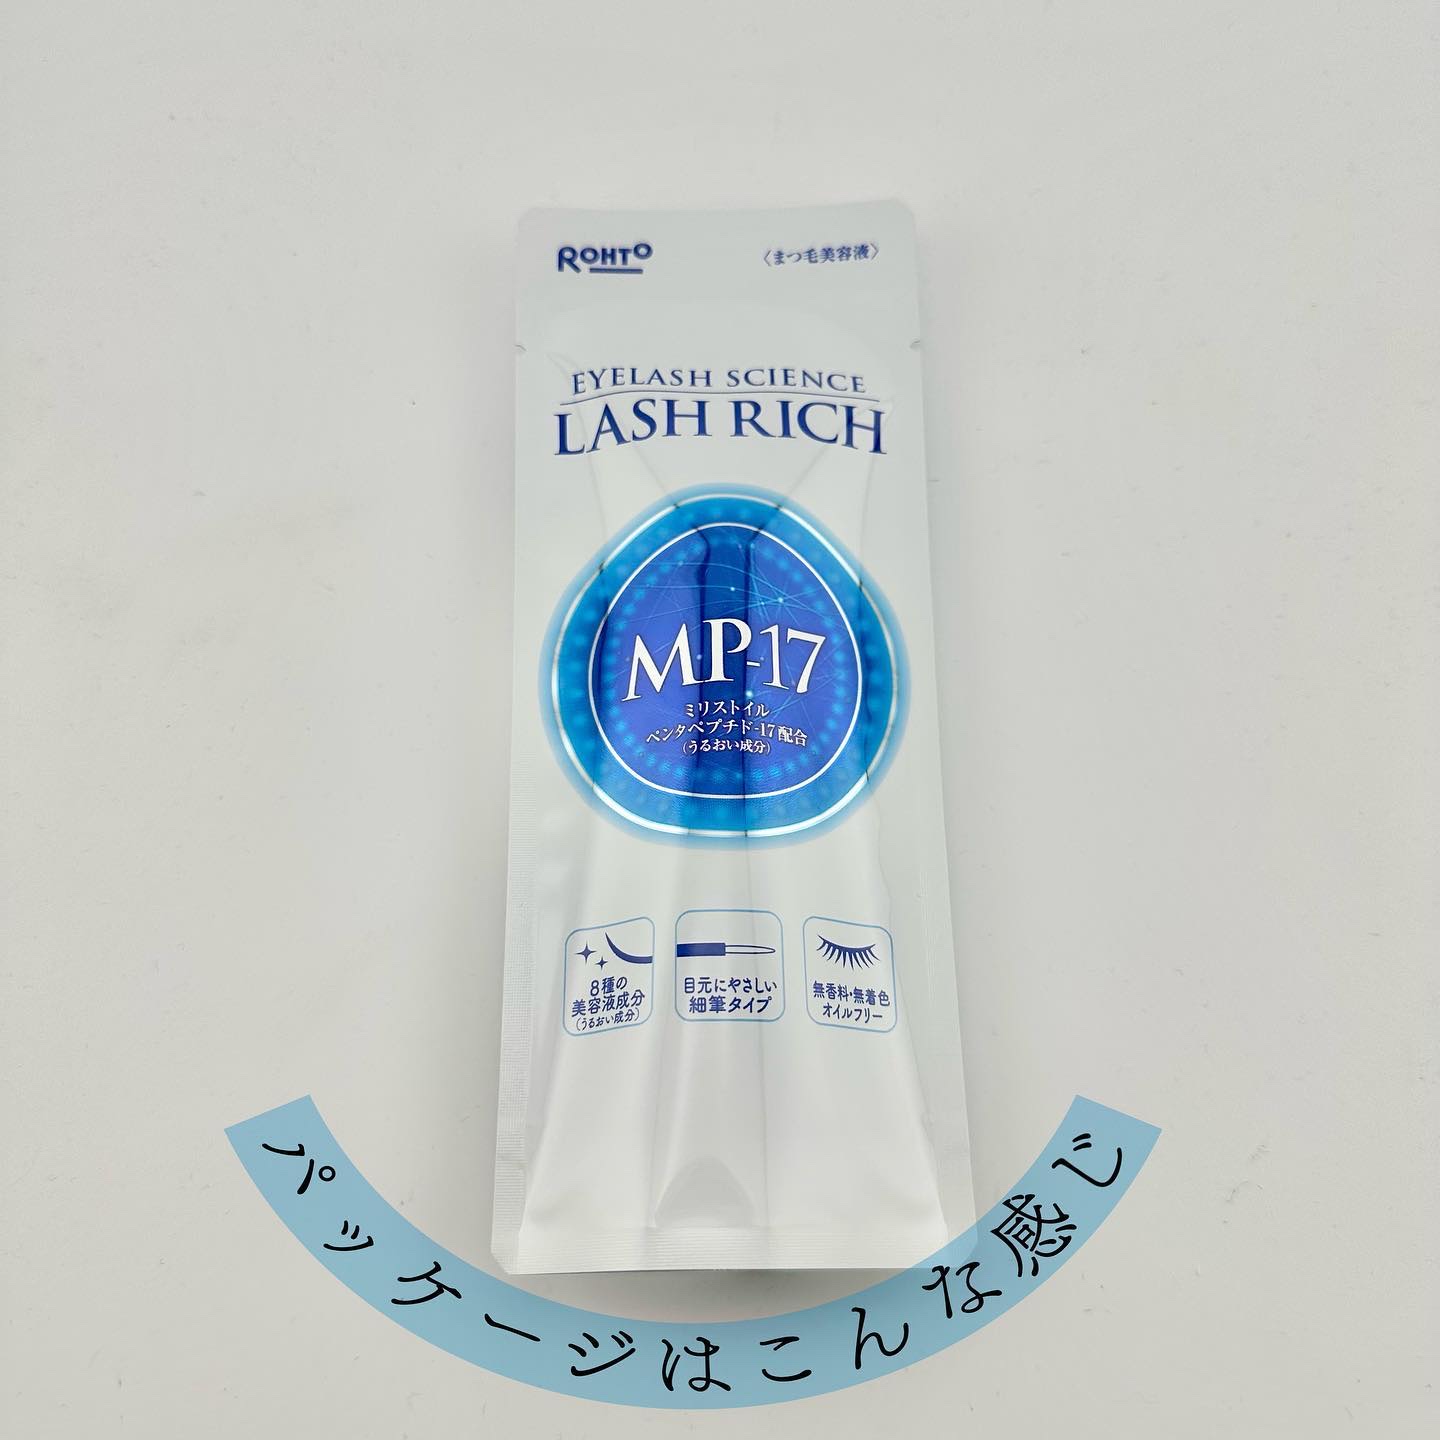 ROHTO
〈まつ毛美容液〉
EYELASH SCIENCE
LASH RICH
MP-17
ミリストイル
ペンタペプチド-17配合
(うるおい成分)
8種の
美容液成分
(うるおい成分)
目元にやさしい
細筆タイプ
無香料・無着色
オイルフリー
パッケージはこんな感じ